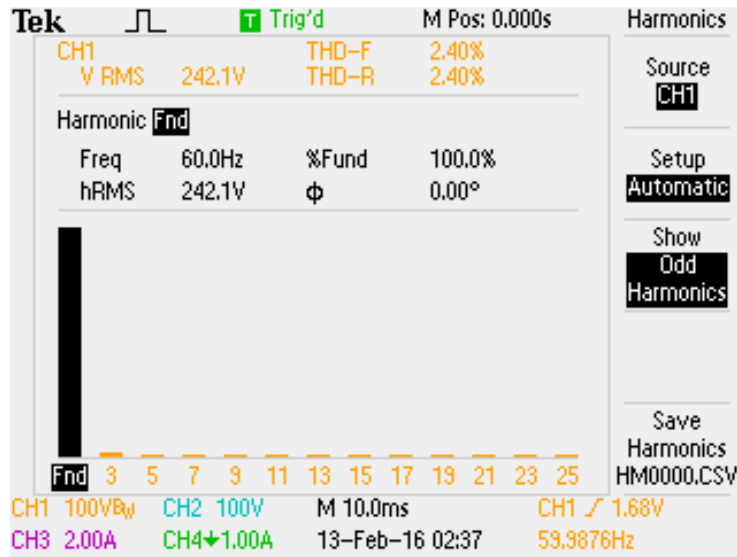 Tek T Trig'd M Pos: 0.000s Harmonics
CH1 THD-F 2.40%
V RMS 242.1V THD-R 2.40%
Source
CH1
Harmonic Fnd
Freq 60.0Hz %Fund 100.0%
hRMS 242.1V ϕ 0.00°
Setup
Automatic
Show
Odd
Harmonics
Save
Harmonics
HM0000.CSV
Fnd 3 5 7 9 11 13 15 17 19 21 23 25
CH1 100VBW CH2 100V M 10.0ms CH1 / 1.68V
CH3 2.00A CH4 1.00A 13-Feb-16 02:37 59.9876Hz